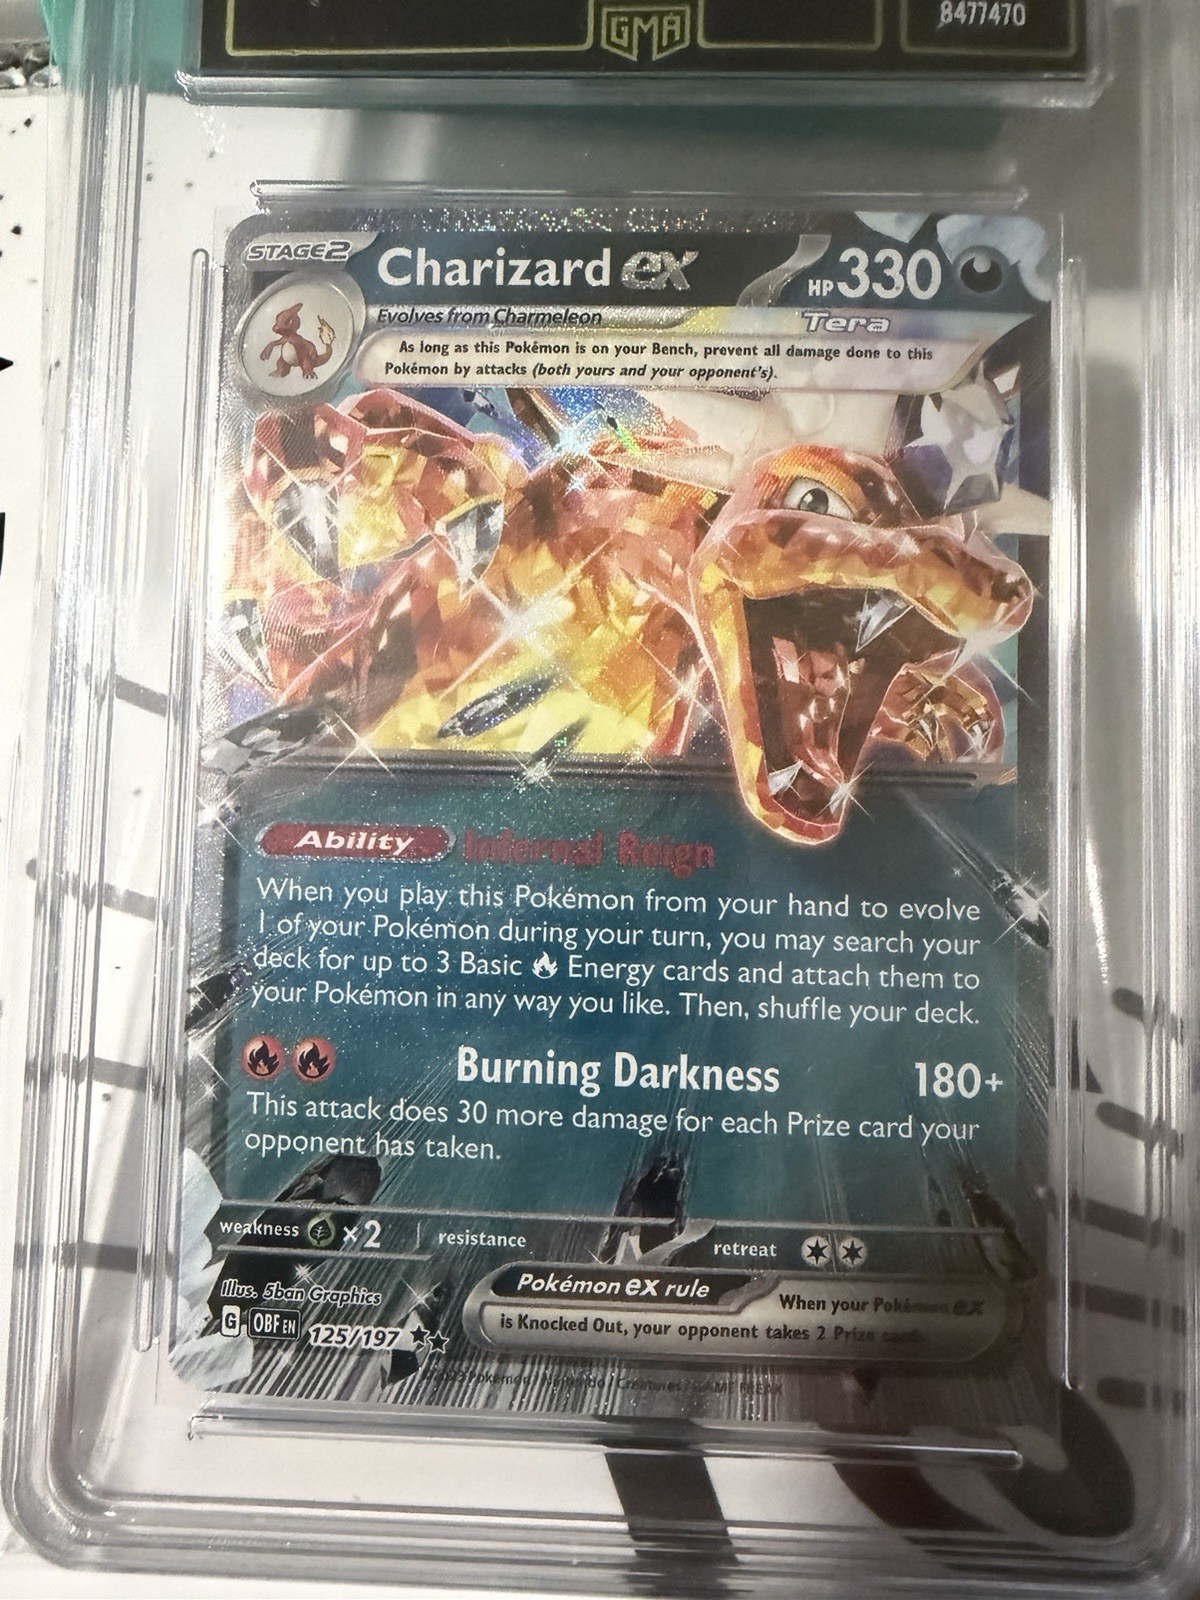 GMA
8477470
STAGE2
Charizard ex
HP 330
Evolves from Charmeleon
Tera
As long as this Pokémon is on your Bench, prevent all damage done to this
Pokémon by attacks (both yours and your opponent's).
Ability Infernal Reign
When you play this Pokémon from your hand to evolve
1 of your Pokémon during your turn, you may search your
deck for up to 3 Basic Energy cards and attach them to
your Pokémon in any way you like. Then, shuffle your deck.
Burning Darkness 180+
This attack does 30 more damage for each Prize card your
opponent has taken.
weakness ×2 resistance retreat
Illus. 5ban Graphics
Pokémon ex rule
When your Pokémon ex
is Knocked Out, your opponent takes 2 Prize cards.
G OBF EN 125/197
©2023 Pokémon / Nintendo / Creatures / GAME FREAK